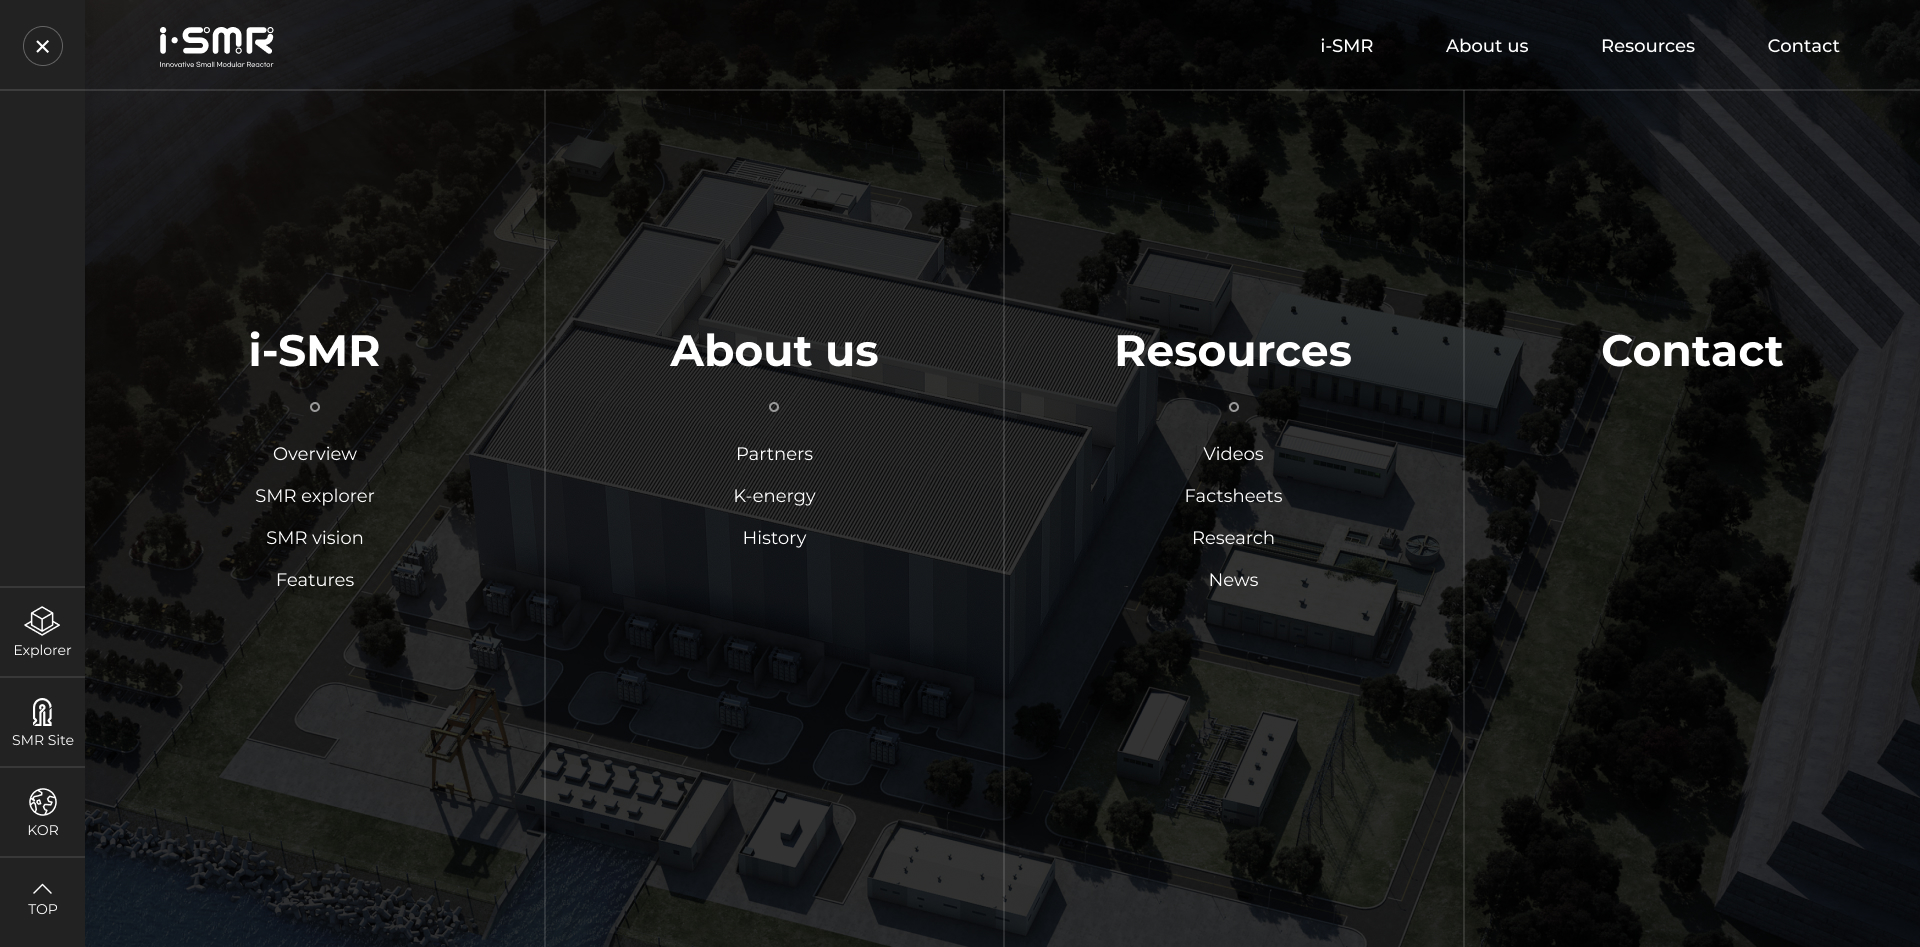 i-SMR
Innovative Small Modular Reactor
i-SMR
About us
Resources
Contact
i-SMR
Overview
SMR explorer
SMR vision
Features
About us
Partners
K-energy
History
Resources
Videos
Factsheets
Research
News
Contact
Explorer
SMR Site
KOR
TOP